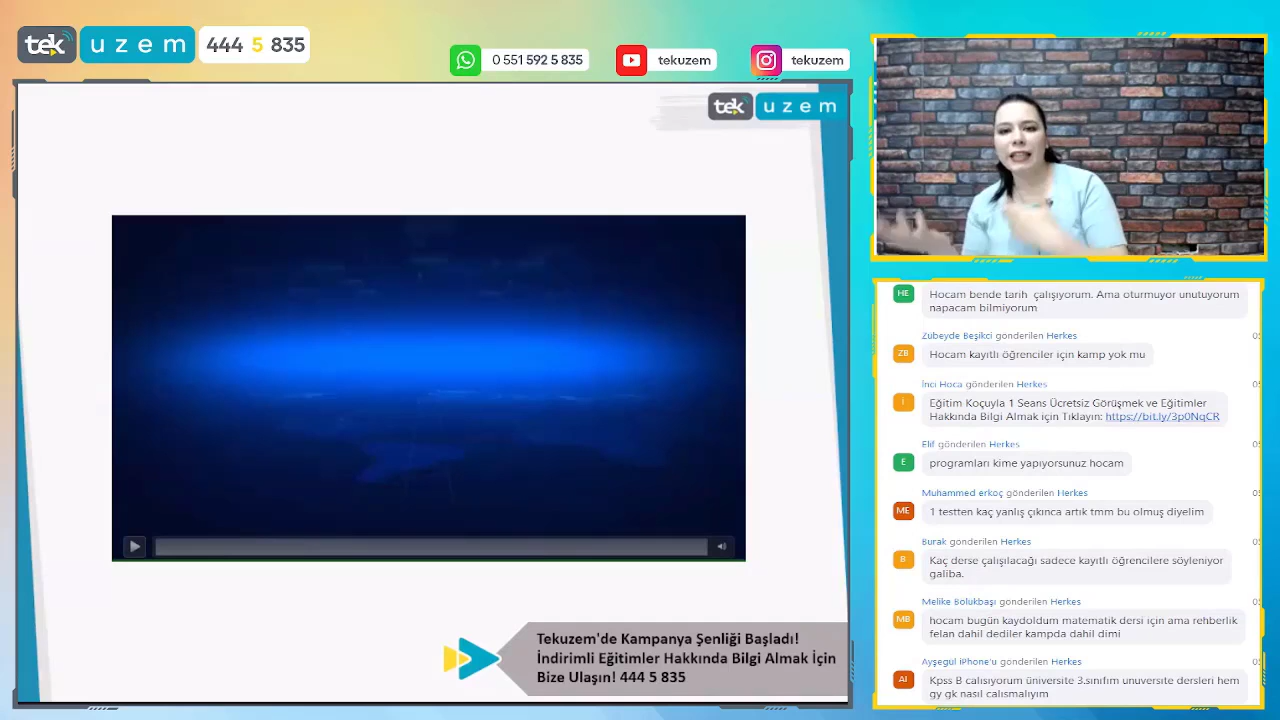 tek uzem 444 5 835
0 551 592 5 835
tekuzem
tekuzem
tek uzem
Tekuzem'de Kampanya Şenliği Başladı!
İndirimli Eğitimler Hakkında Bilgi Almak İçin
Bize Ulaşın! 444 5 835
HE
Hocam bende tarih çalışıyorum. Ama oturmuyor unutuyorum
napacam bilmiyorum
Zübeyde Beşikci gönderilen Herkes
ZB
Hocam kayıtlı öğrenciler için kamp yok mu
İnci Hoca gönderilen Herkes
İ
Eğitim Koçuyla 1 Seans Ücretsiz Görüşmek ve Eğitimler
Hakkında Bilgi Almak için Tıklayın: https://bit.ly/3p0NqCR
Elif gönderilen Herkes
E
programları kime yapıyorsunuz hocam
Muhammed erkoç gönderilen Herkes
ME
1 testten kaç yanlış çıkınca artık tmm bu olmuş diyelim
Burak gönderilen Herkes
B
Kaç derse çalışılacağı sadece kayıtlı öğrencilere söyleniyor
galiba.
Melike Bölükbaşı gönderilen Herkes
MB
hocam bugün kaydoldum matematik dersi için ama rehberlik
felan dahil dediler kampda dahil dimi
Ayşegül iPhone'u gönderilen Herkes
AI
Kpss B calısıyorum üniversite 3.sınıfım unuversıte dersleri hem
gy gk nasıl calısmalıyım